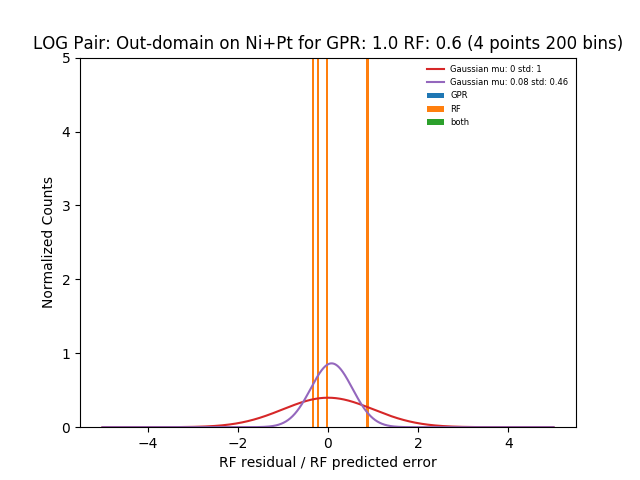 LOG Pair: Out-domain on Ni+Pt for GPR: 1.0 RF: 0.6 (4 points 200 bins)
Normalized Counts
5
4
3
2
1
0
Gaussian mu: 0 std: 1
Gaussian mu: 0.08 std: 0.46
GPR
RF
both
−4 −2 0 2 4
RF residual / RF predicted error